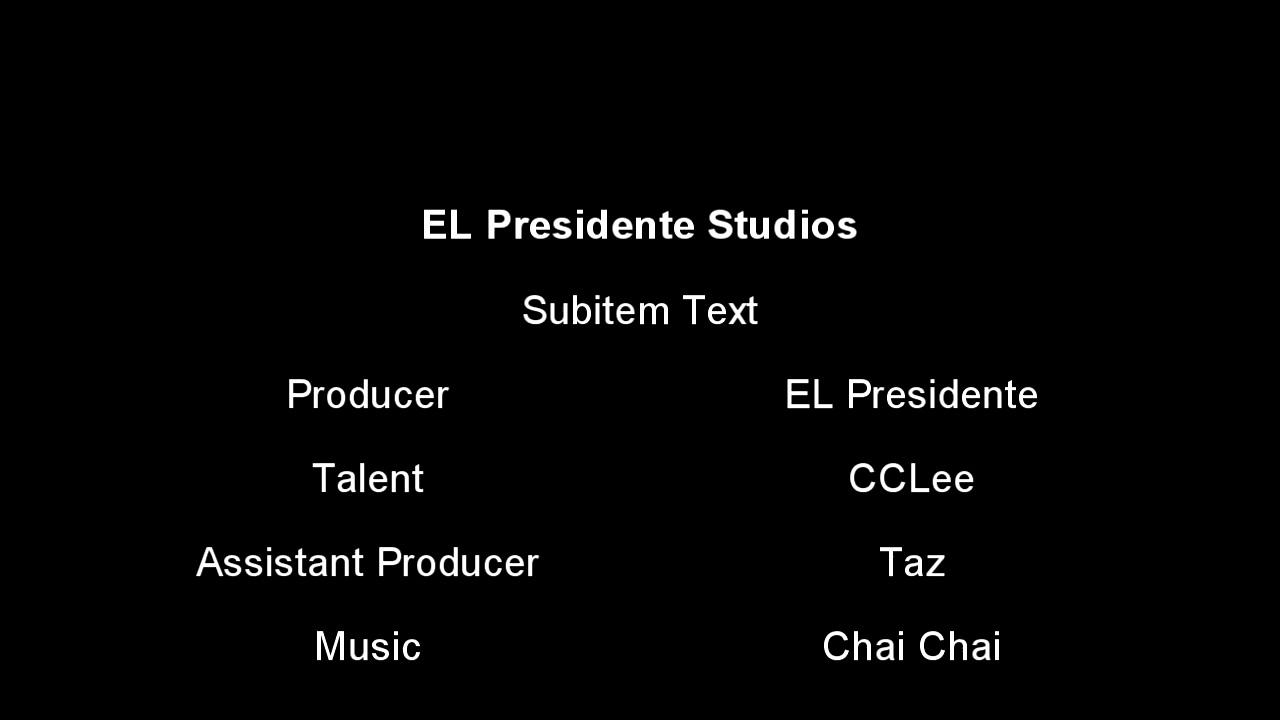 EL Presidente Studios
Subitem Text
Producer EL Presidente
Talent CCLee
Assistant Producer Taz
Music Chai Chai